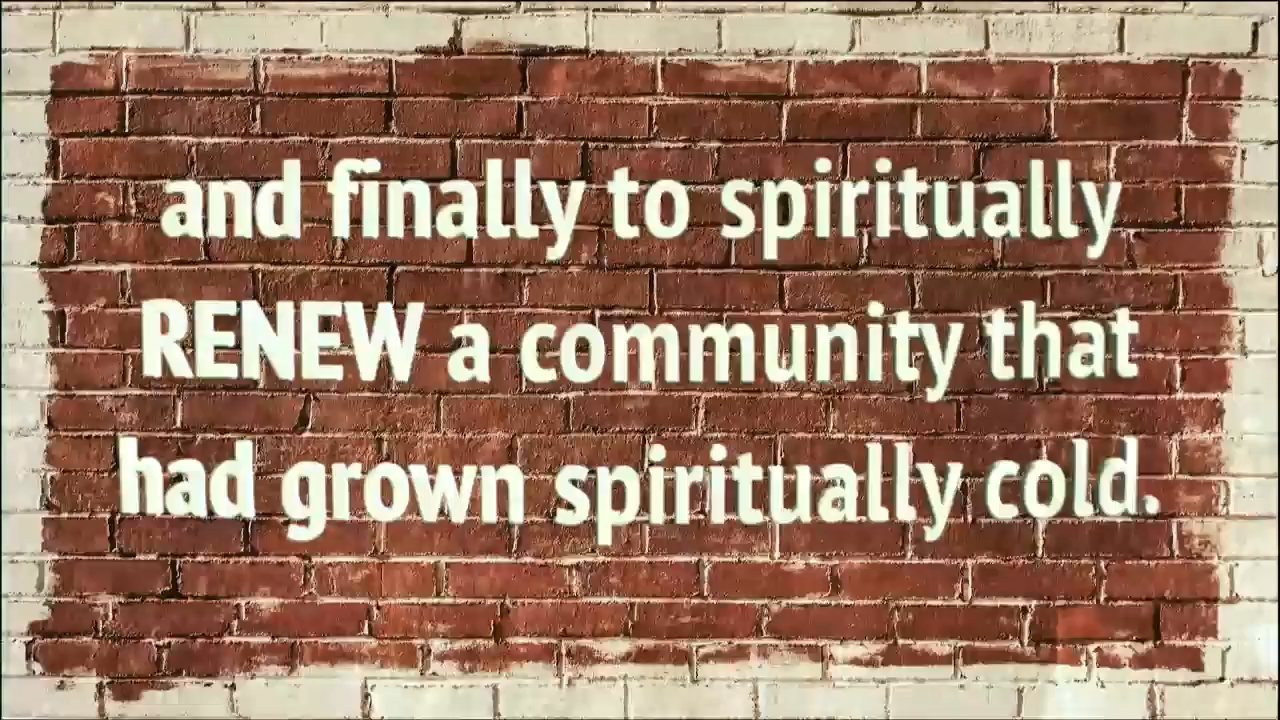 and finally to spiritually
RENEW a community that
had grown spiritually cold.